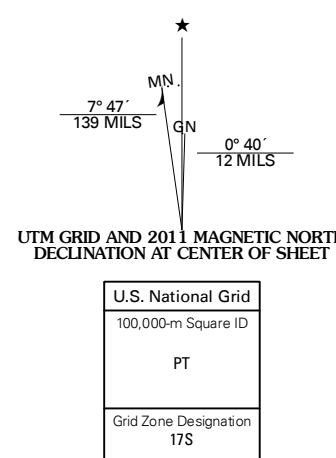 ★
MN
7° 47´
139 MILS
GN
0° 40´
12 MILS
UTM GRID AND 2011 MAGNETIC NORT
DECLINATION AT CENTER OF SHEET
U.S. National Grid
100,000-m Square ID
PT
Grid Zone Designation
17S